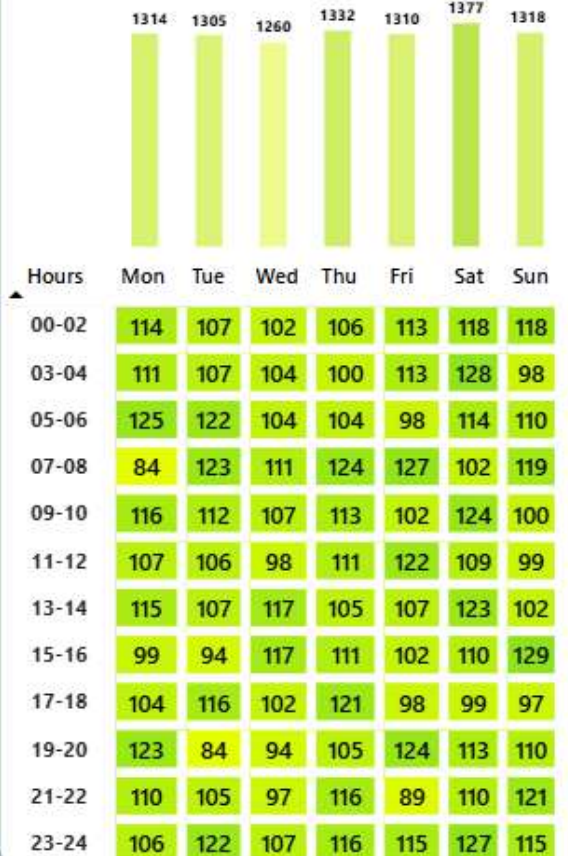 1314 1305 1260 1332 1310 1377 1318
Hours Mon Tue Wed Thu Fri Sat Sun
00-02 114 107 102 106 113 118 118
03-04 111 107 104 100 113 128 98
05-06 125 122 104 104 98 114 110
07-08 84 123 111 124 127 102 119
09-10 116 112 107 113 102 124 100
11-12 107 106 98 111 122 109 99
13-14 115 107 117 105 107 123 102
15-16 99 94 117 111 102 110 129
17-18 104 116 102 121 98 99 97
19-20 123 84 94 105 124 113 110
21-22 110 105 97 116 89 110 121
23-24 106 122 107 116 115 127 115